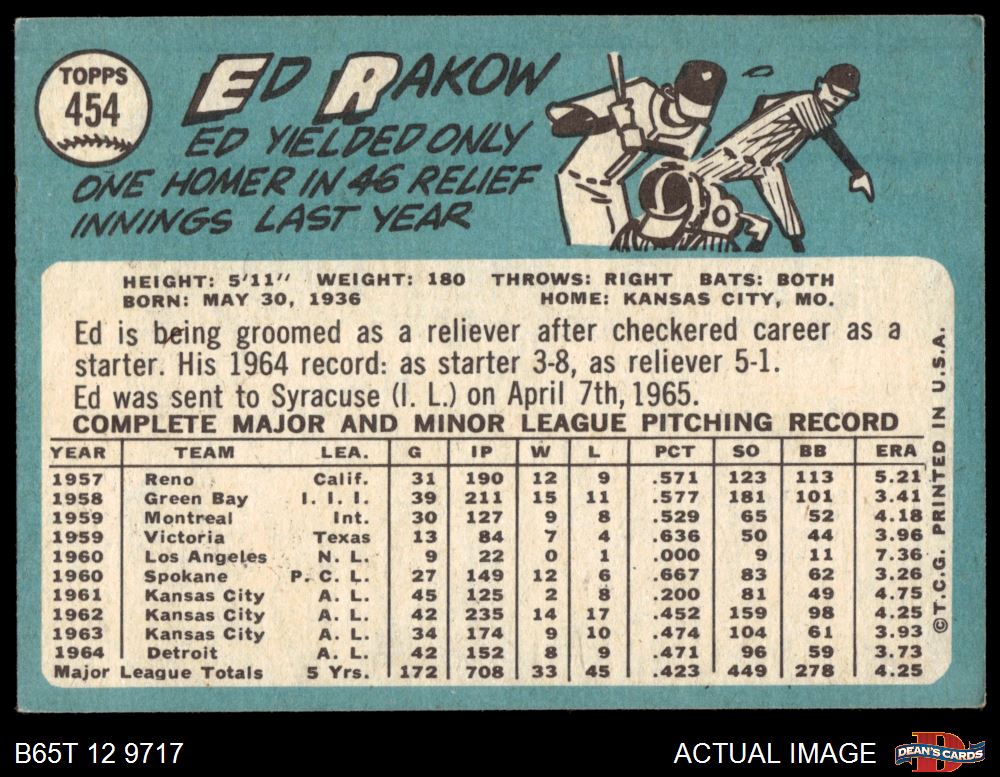 TOPPS
454
ED RAKOW
ED YIELDED ONLY
ONE HOMER IN 46 RELIEF
INNINGS LAST YEAR
HEIGHT: 5'11" WEIGHT: 180 THROWS: RIGHT BATS: BOTH
BORN: MAY 30, 1936 HOME: KANSAS CITY, MO.
Ed is being groomed as a reliever after checkered career as a
starter. His 1964 record: as starter 3-8, as reliever 5-1.
Ed was sent to Syracuse (I. L.) on April 7th, 1965.
COMPLETE MAJOR AND MINOR LEAGUE PITCHING RECORD
YEAR TEAM LEA. G IP W L PCT SO BB ERA
1957 Reno Calif. 31 190 12 9 .571 123 113 5.21
1958 Green Bay I. I. I. 39 211 15 11 .577 181 101 3.41
1959 Montreal Int. 30 127 9 8 .529 65 52 4.18
1959 Victoria Texas 13 84 7 4 .636 50 44 3.96
1960 Los Angeles N. L. 9 22 0 1 .000 9 11 7.36
1960 Spokane P. C. L. 27 149 12 6 .667 83 62 3.26
1961 Kansas City A. L. 45 125 2 8 .200 81 49 4.75
1962 Kansas City A. L. 42 235 14 17 .452 159 98 4.25
1963 Kansas City A. L. 34 174 9 10 .474 104 61 3.93
1964 Detroit A. L. 42 152 8 9 .471 96 59 3.73
Major League Totals 5 Yrs. 172 708 33 45 .423 449 278 4.25
©T.C.G. PRINTED IN U.S.A.
B65T 12 9717
ACTUAL IMAGE
D
DEAN'S CARDS